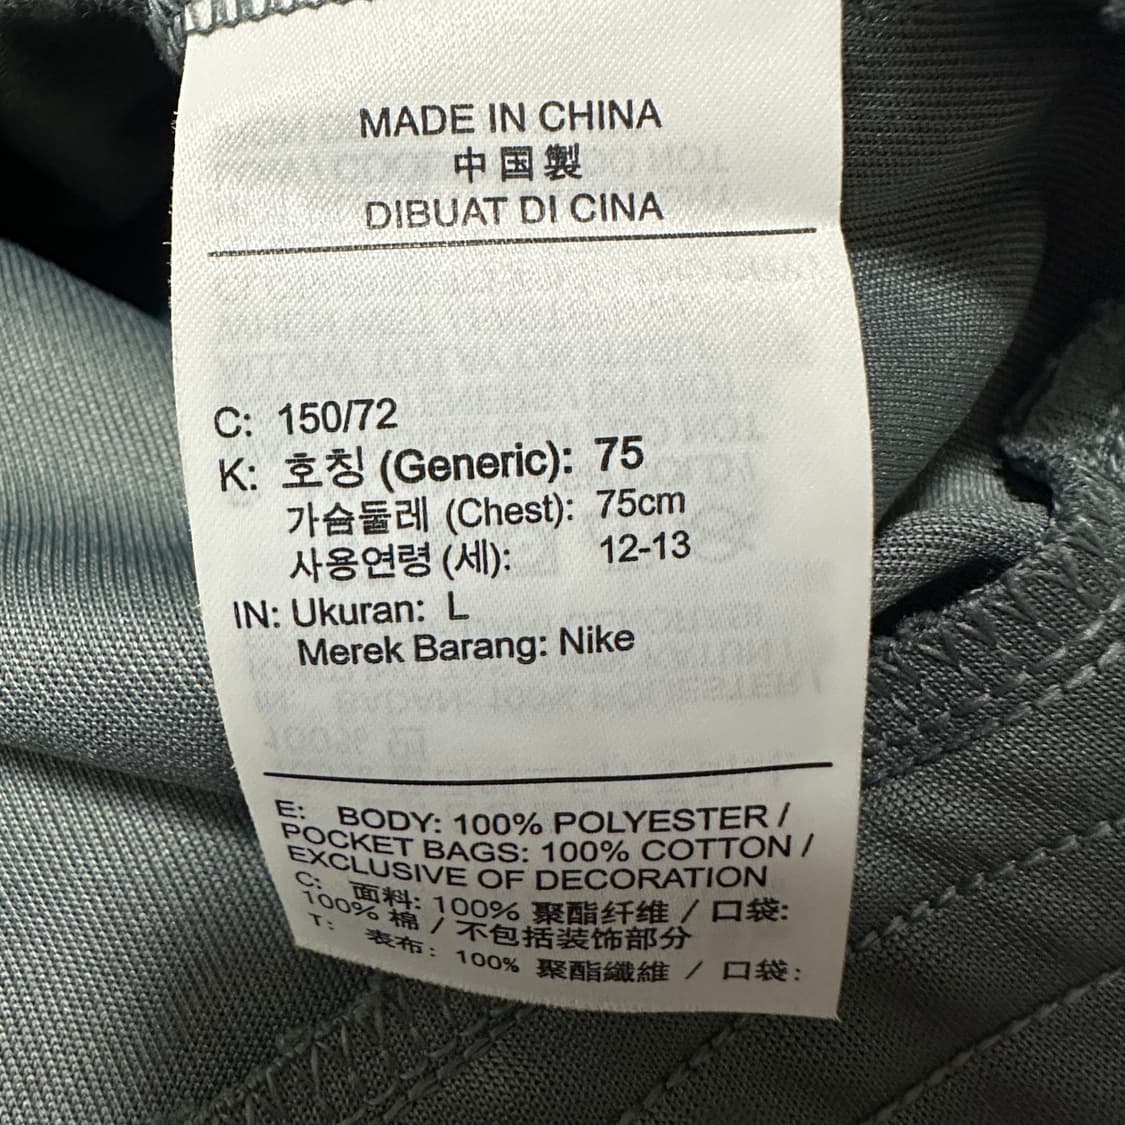 MADE IN CHINA
中国製
DIBUAT DI CINA
C: 150/72
K: 호칭 (Generic): 75
가슴둘레 (Chest): 75cm
사용연령 (세): 12-13
IN: Ukuran: L
Merek Barang: Nike
E: BODY: 100% POLYESTER /
POCKET BAGS: 100% COTTON /
EXCLUSIVE OF DECORATION
C: 面料: 100% 聚酯纤维 / 口袋:
100% 棉 / 不包括装饰部分
T: 表布: 100% 聚酯纖維 / 口袋: